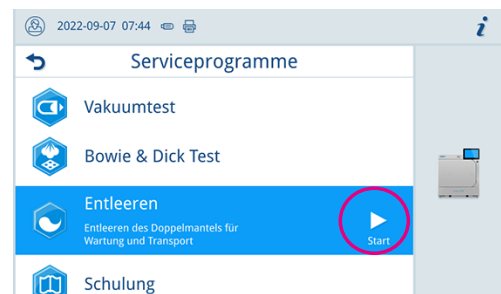 2022-09-07 07:44
i
Serviceprogramme
Vakuumtest
Bowie & Dick Test
Entleeren
Entleeren des Doppelmantels für
Wartung und Transport
Start
Schulung